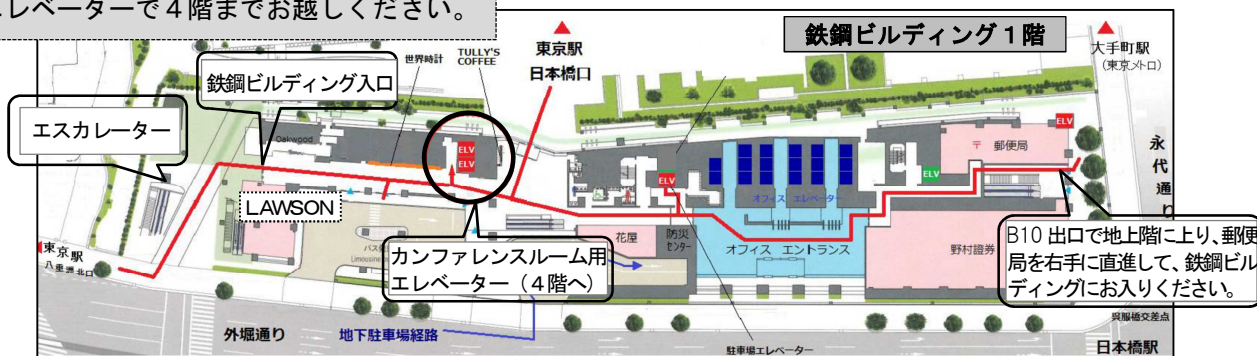 エレベーターで４階までお越しください。
鉄鋼ビルディング１階
東京駅
日本橋口
大手町駅
(東京メトロ)
世界時計
TULLY'S
COFFEE
鉄鋼ビルディング入口
エスカレーター
Oakwood
ELV
ELV
ELV
ELV
ELV
〒 郵便局
永代通り
LAWSON
オフィス エレベーター
花屋
防災
センター
オフィス エントランス
野村證券
東京駅
八重洲北口
Limousine
カンファレンスルーム用
エレベーター（４階へ）
B10 出口で地上階に上り、郵便
局を右手に直進して、鉄鋼ビル
ディングにお入りください。
呉服橋交差点
外堀通り
地下駐車場経路
駐車場エレベーター
日本橋駅